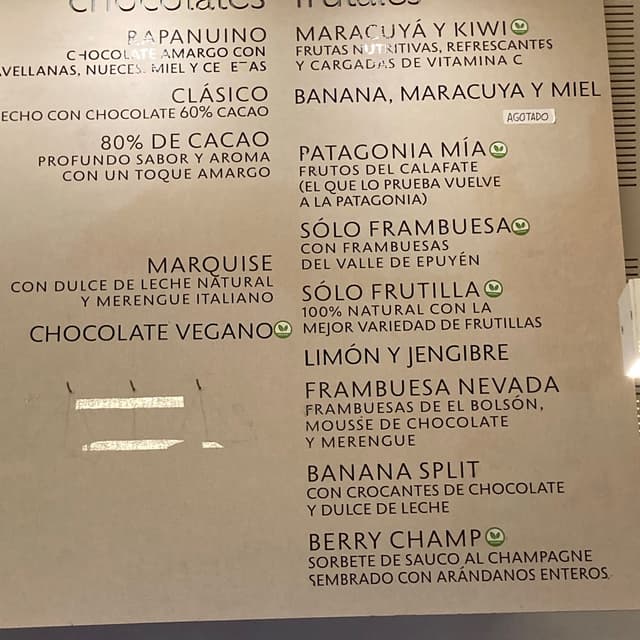 chocolates
RAPANUINO
CHOCOLATE AMARGO CON
AVELLANAS, NUECES, MIEL Y
CLÁSICO
ECHO CON CHOCOLATE 60% CACAO
80% DE CACAO
PROFUNDO SABOR Y AROMA
CON UN TOQUE AMARGO
MARQUISE
CON DULCE DE LECHE NATURAL
Y MERENGUE ITALIANO
CHOCOLATE VEGANO
frutales
MARACUYÁ Y KIWI
FRUTAS NUTRITIVAS, REFRESCANTES
Y CARGADAS DE VITAMINA C
BANANA, MARACUYA Y MIEL
AGOTADO
PATAGONIA MÍA
FRUTOS DEL CALAFATE
(EL QUE LO PRUEBA VUELVE
A LA PATAGONIA)
SÓLO FRAMBUESA
CON FRAMBUESAS
DEL VALLE DE EPUYÉN
SÓLO FRUTILLA
100% NATURAL CON LA
MEJOR VARIEDAD DE FRUTILLAS
LIMÓN Y JENGIBRE
FRAMBUESA NEVADA
FRAMBUESAS DE EL BOLSÓN,
MOUSSE DE CHOCOLATE
Y MERENGUE
BANANA SPLIT
CON CROCANTES DE CHOCOLATE
Y DULCE DE LECHE
BERRY CHAMP
SORBETE DE SAUCO AL CHAMPAGNE
SEMBRADO CON ARÁNDANOS ENTEROS